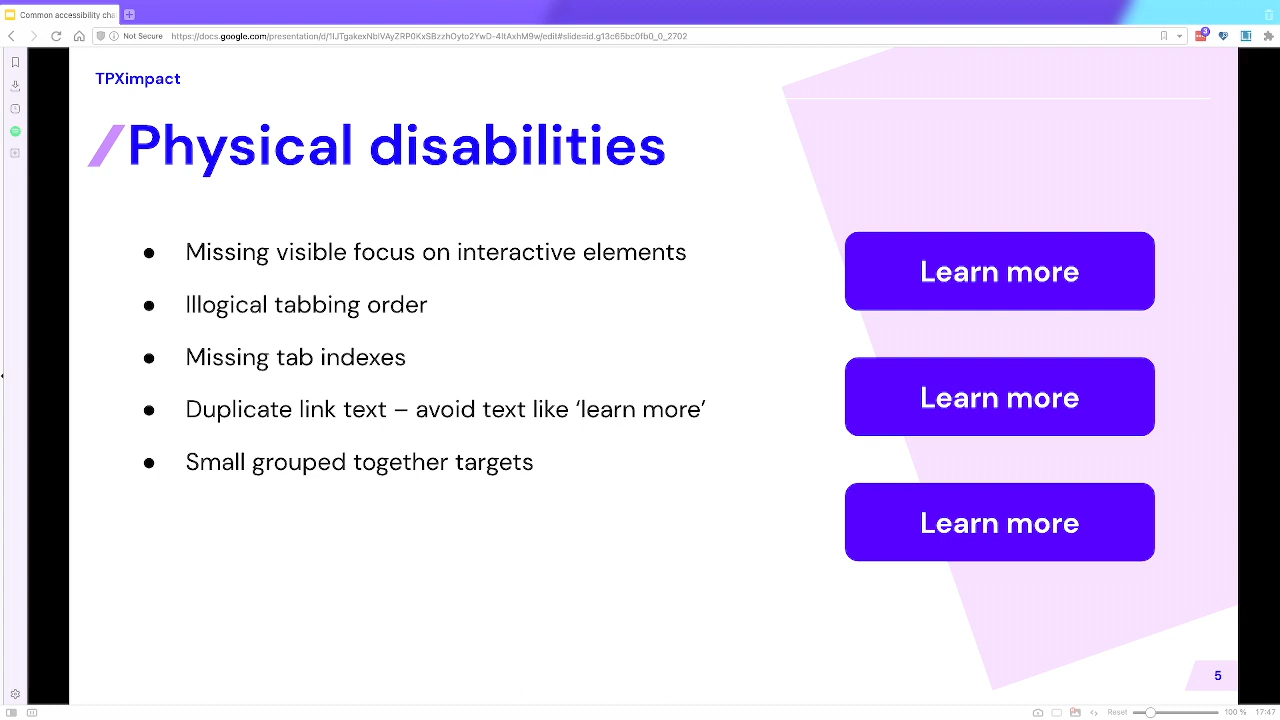 Common accessibility cha
Not Secure
https://docs.google.com/presentation/d/1IJTgakexNbIVAyZRP0KxSBzzhOyto2YwD-4ItAxhM9w/edit#slide=id.g13c65bc0fb0_0_2702
TPXimpact
Physical disabilities
● Missing visible focus on interactive elements
● Illogical tabbing order
● Missing tab indexes
● Duplicate link text – avoid text like ‘learn more’
● Small grouped together targets
Learn more
Learn more
Learn more
5
Reset
100 %
17:47